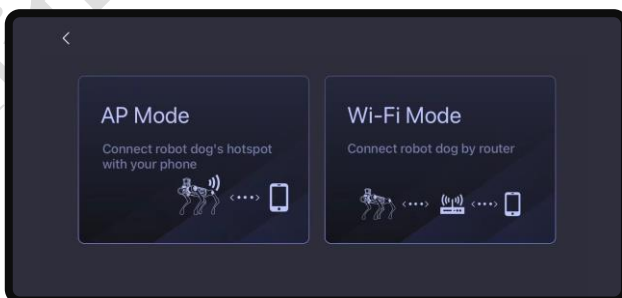 AP Mode
Connect robot dog's hotspot
with your phone
Wi-Fi Mode
Connect robot dog by router